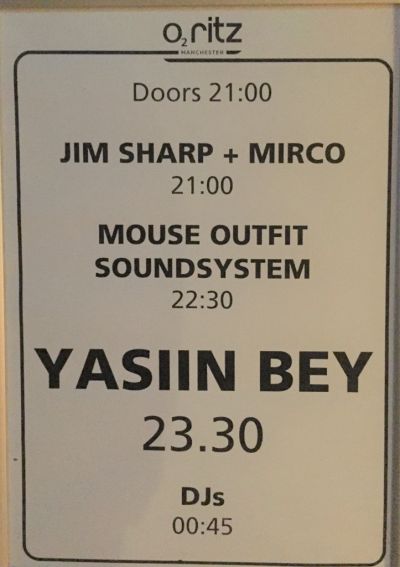 O2 ritz
MANCHESTER
Doors 21:00
JIM SHARP + MIRCO
21:00
MOUSE OUTFIT
SOUNDSYSTEM
22:30
YASIIN BEY
23.30
DJs
00:45